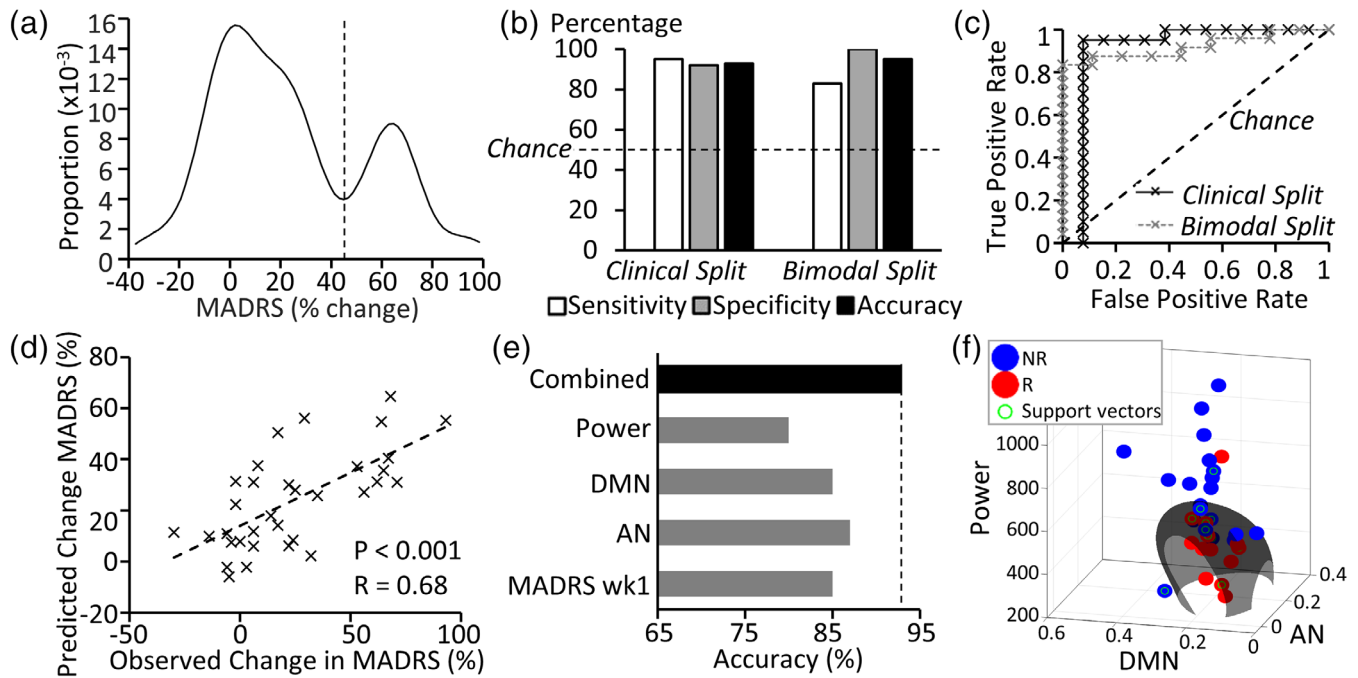 (a)
Proportion (x10⁻³)
16
14
12
10
8
6
4
2
0
-40 -20 0 20 40 60 80 100
MADRS (% change)
(b) Percentage
100
80
60
Chance
40
20
0
Clinical Split Bimodal Split
Sensitivity Specificity Accuracy
(c)
True Positive Rate
1
0.8
0.6
0.4
0.2
0
Chance
Clinical Split
Bimodal Split
0 0.2 0.4 0.6 0.8 1
False Positive Rate
(d)
Predicted Change MADRS (%)
80
60
40
20
0
-20
P < 0.001
R = 0.68
-50 0 50 100
Observed Change in MADRS (%)
(e)
Combined
Power
DMN
AN
MADRS wk1
65 75 85 95
Accuracy (%)
(f)
NR
R
Support vectors
Power
1000
800
600
400
200
0.6 0.4 0.2 0
DMN
0 0.2 0.4
AN